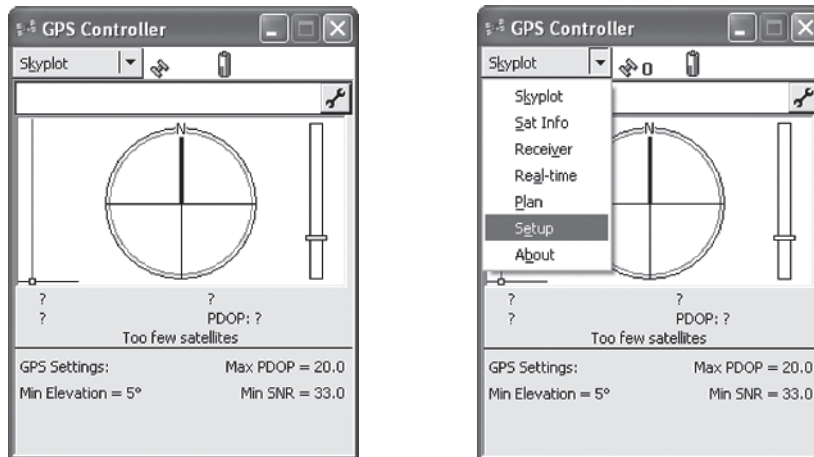 GPS Controller
Skyplot
N
? ?
? PDOP: ?
Too few satellites
GPS Settings: Max PDOP = 20.0
Min Elevation = 5° Min SNR = 33.0
GPS Controller
Skyplot 0
Skyplot
Sat Info
Receiver
Real-time
Plan
Setup
About
N
? ?
? PDOP: ?
Too few satellites
GPS Settings: Max PDOP = 20.0
Min Elevation = 5° Min SNR = 33.0